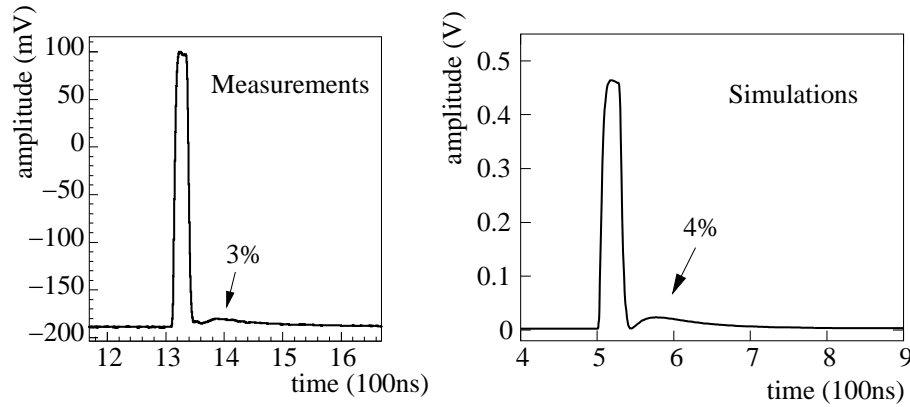 amplitude (mV)
100
50
0
−50
−100
−150
−200
Measurements
3%
12 13 14 15 16
time (100ns)
amplitude (V)
0.5
0.4
0.3
0.2
0.1
0
Simulations
4%
4 5 6 7 8 9
time (100ns)